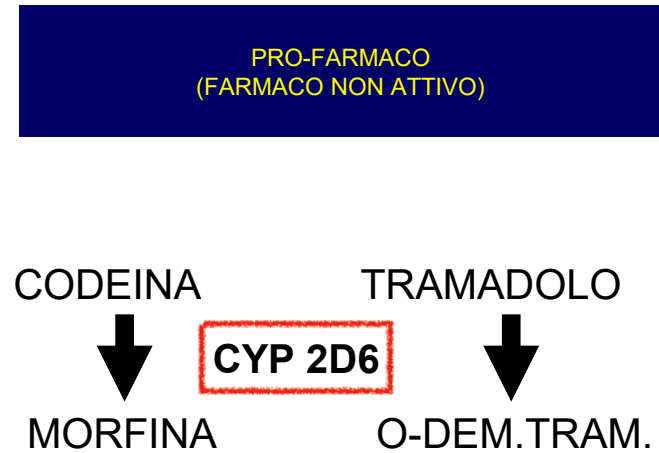 PRO-FARMACO
(FARMACO NON ATTIVO)
CODEINA
TRAMADOLO
CYP 2D6
MORFINA
O-DEM.TRAM.